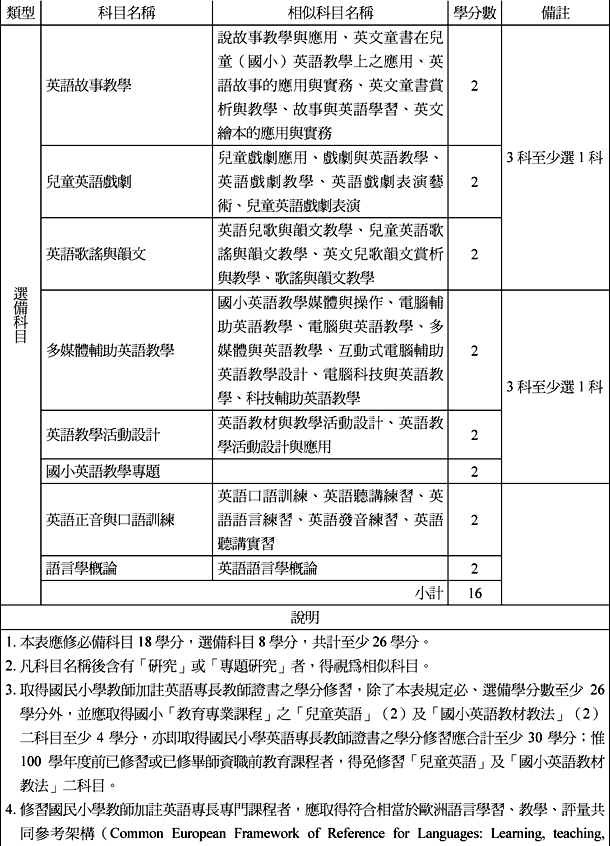 類型 科目名稱 相似科目名稱 學分數 備註
選備科目
英語故事教學
說故事教學與應用、英文童書在兒
童（國小）英語教學上之應用、英
語故事的應用與實務、英文童書賞
析與教學、故事與英語學習、英文
繪本的應用與實務
2
3 科至少選 1 科
兒童英語戲劇
兒童戲劇應用、戲劇與英語教學、
英語戲劇教學、英語戲劇表演藝
術、兒童英語戲劇表演
2
英語歌謠與韻文
英語兒歌與韻文教學、兒童英語歌
謠與韻文教學、英文兒歌韻文賞析
與教學、歌謠與韻文教學
2
多媒體輔助英語教學
國小英語教學媒體與操作、電腦輔
助英語教學、電腦與英語教學、多
媒體與英語教學、互動式電腦輔助
英語教學設計、電腦科技與英語教
學、科技輔助英語教學
2
3 科至少選 1 科
英語教學活動設計
英語教材與教學活動設計、英語教
學活動設計與應用
2
國小英語教學專題 2
英語正音與口語訓練
英語口語訓練、英語聽講練習、英
語語言練習、英語發音練習、英語
聽講實習
2
語言學概論 英語語言學概論 2
小計 16
說明
1. 本表應修必備科目 18 學分，選備科目 8 學分，共計至少 26 學分。
2. 凡科目名稱後含有「研究」或「專題研究」者，得視為相似科目。
3. 取得國民小學教師加註英語專長教師證書之學分修習，除了本表規定必、選備學分數至少 26
學分外，並應取得國小「教育專業課程」之「兒童英語」（2）及「國小英語教材教法」（2）
二科目至少 4 學分，亦即取得國民小學英語專長教師證書之學分修習應合計至少 30 學分；惟
100 學年度前已修習或已修畢師資職前教育課程者，得免修習「兒童英語」及「國小英語教材
教法」二科目。
4. 修習國民小學教師加註英語專長專門課程者，應取得符合相當於歐洲語言學習、教學、評量共
同參考架構（Common European Framework of Reference for Languages: Learning, teaching,